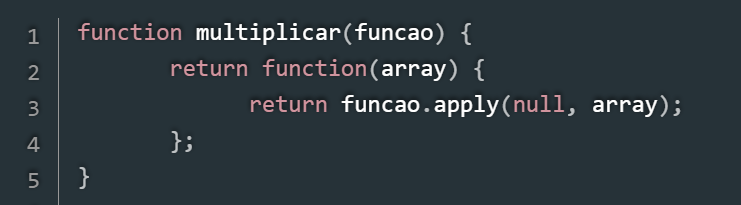 1 function multiplicar(funcao) {
2 return function(array) {
3 return funcao.apply(null, array);
4 };
5 }